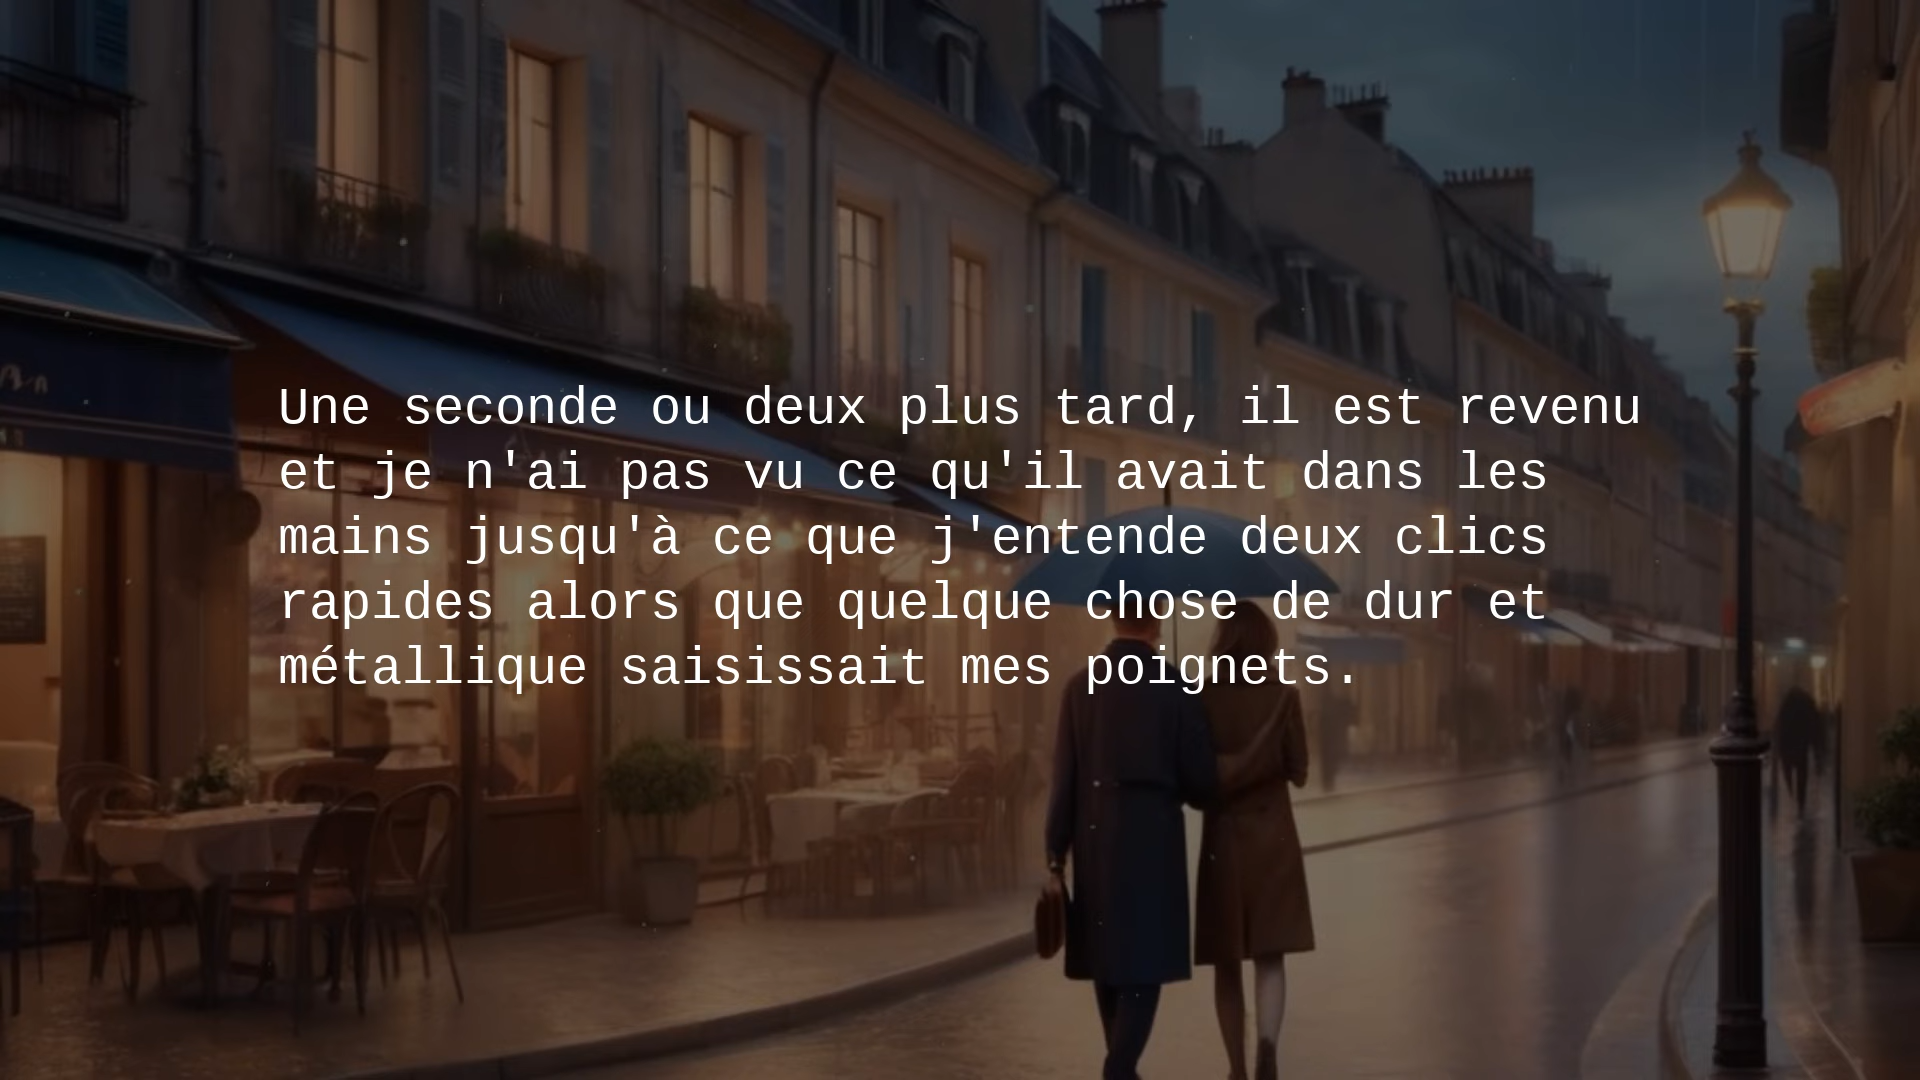 Une seconde ou deux plus tard, il est revenu
et je n'ai pas vu ce qu'il avait dans les
mains jusqu'à ce que j'entende deux clics
rapides alors que quelque chose de dur et
métallique saisissait mes poignets.